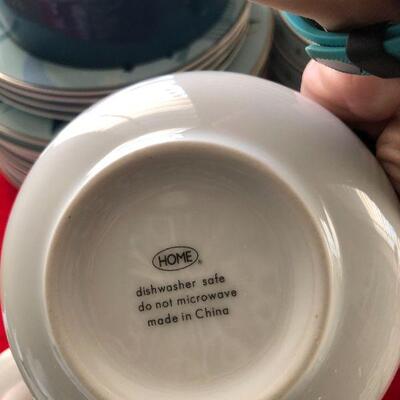 HOME®
dishwasher safe
do not microwave
made in China